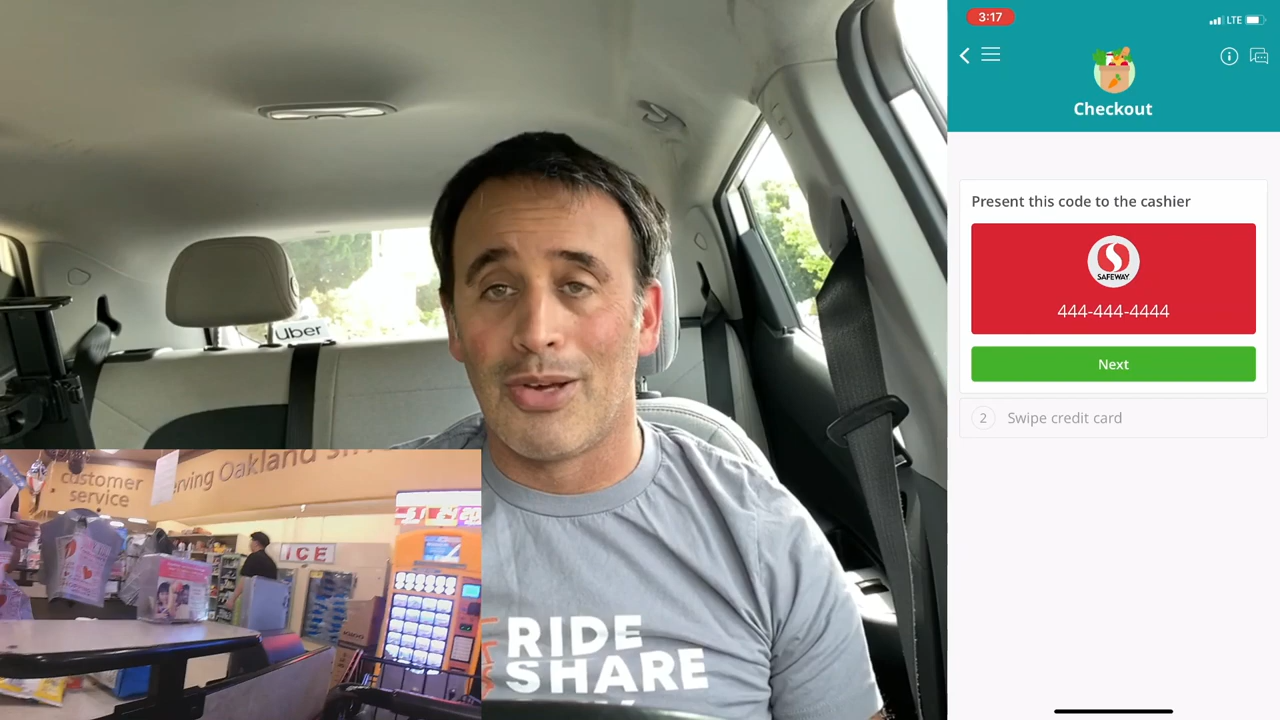 3:17
LTE
Checkout
Present this code to the cashier
SAFEWAY
444-444-4444
Next
2
Swipe credit card
uber
customer
service
erving Oakland
ICE
RIDE
SHARE